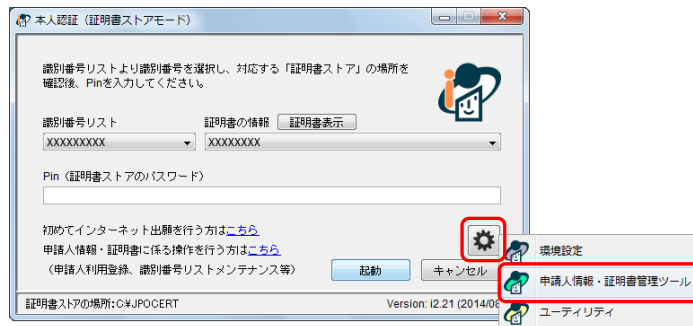 本人認証（証明書ストアモード）
識別番号リストより識別番号を選択し、対応する「証明書ストア」の場所を
確認後、Pinを入力してください。
識別番号リスト
証明書の情報
証明書表示
XXXXXXXXX
XXXXXXXX
Pin（証明書ストアのパスワード）
初めてインターネット出願を行う方はこちら
申請人情報・証明書に係る操作を行う方はこちら
（申請人利用登録、識別番号リストメンテナンス等）
起動
キャンセル
環境設定
申請人情報・証明書管理ツール
ユーティリティ
証明書ストアの場所:C:¥JPOCERT
Version: i2.21 (2014/08